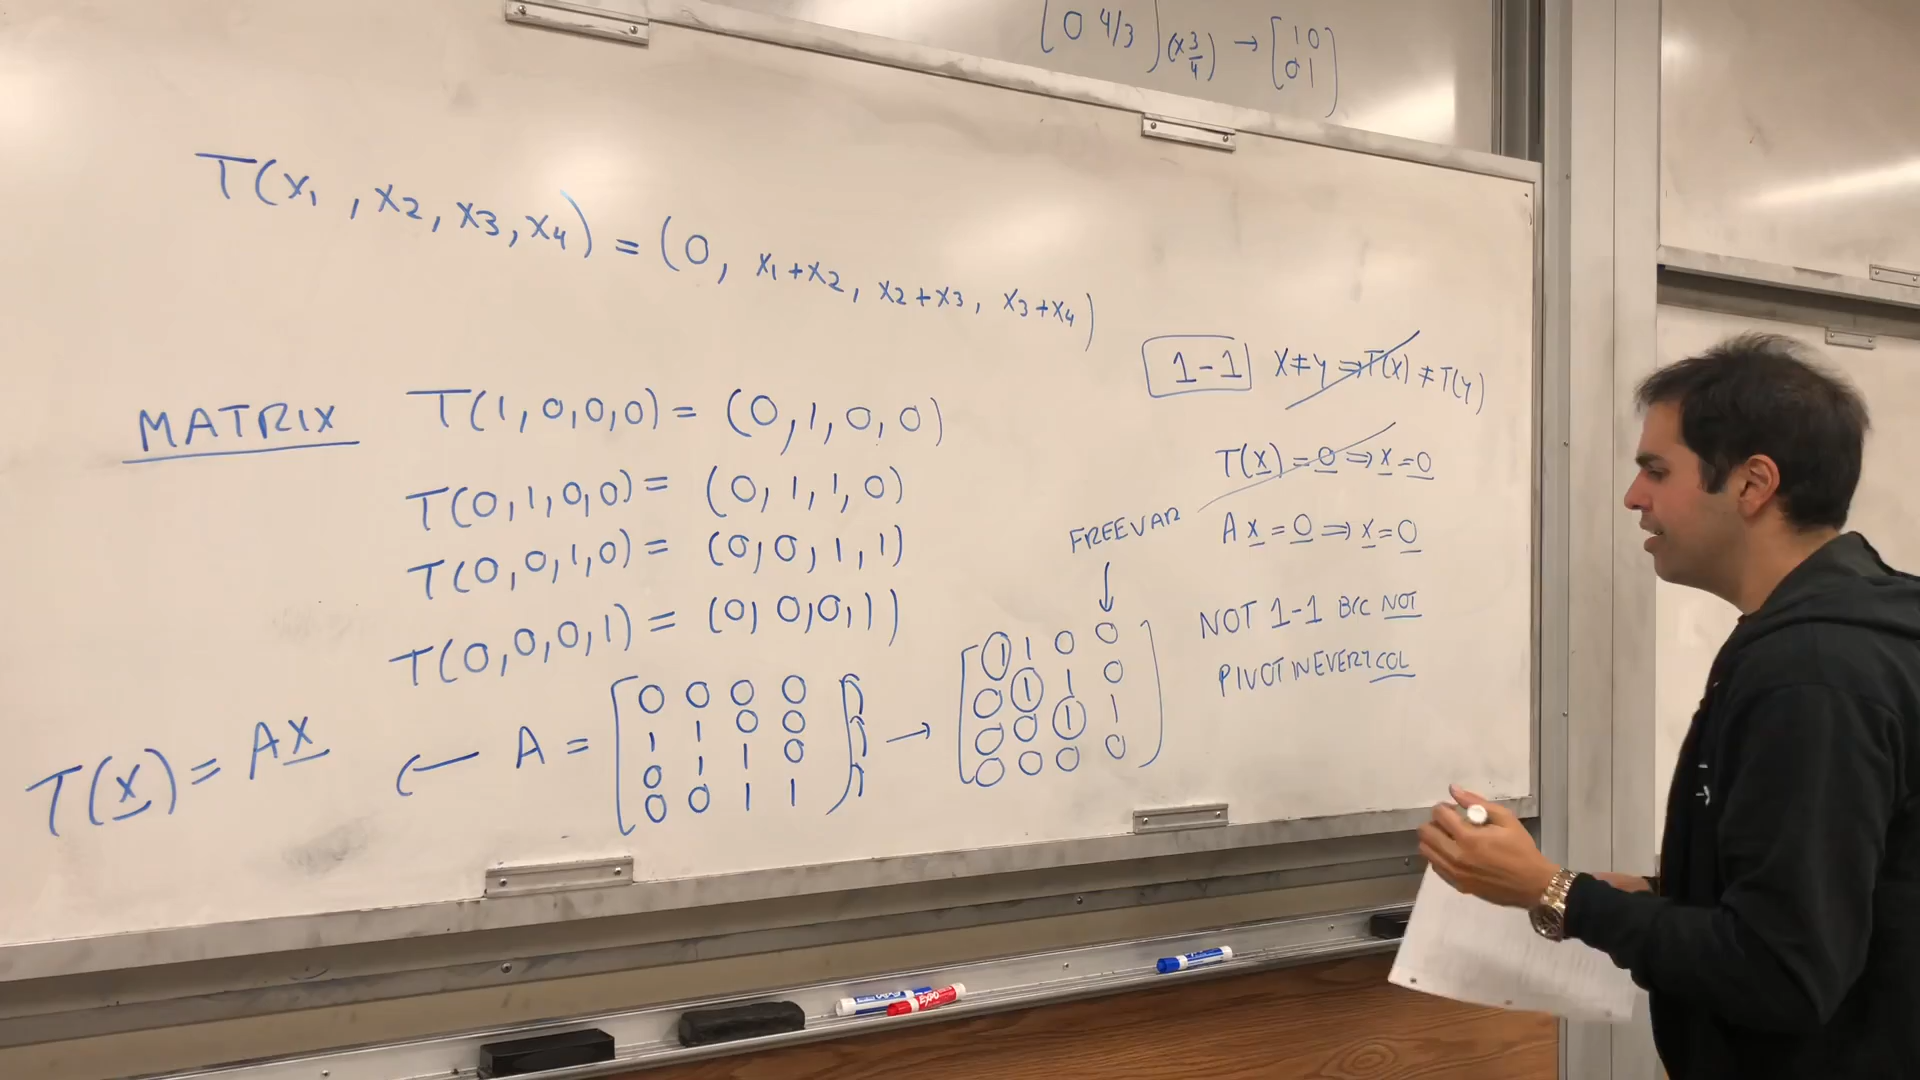 [0 4/3] (x 3/4) → [1 0
0 1]
T(x1, x2, x3, x4) = (0, x1+x2, x2+x3, x3+x4)
MATRIX
T(1,0,0,0) = (0,1,0,0)
T(0,1,0,0) = (0,1,1,0)
T(0,0,1,0) = (0,0,1,1)
T(0,0,0,1) = (0,0,0,1)
T(x) = Ax ← A =
[0 0 0 0
1 1 0 0
0 1 1 0
0 0 1 1]
→
[1 1 0 0
0 1 1 0
0 0 1 1
0 0 0 0]
FREE VAR
↓
1-1 x≠y ⇒ T(x) ≠ T(y)
T(x) = 0 ⇒ x = 0
Ax = 0 ⇒ x = 0
NOT 1-1 B/C NOT
PIVOT IN EVERY COL
EXPO